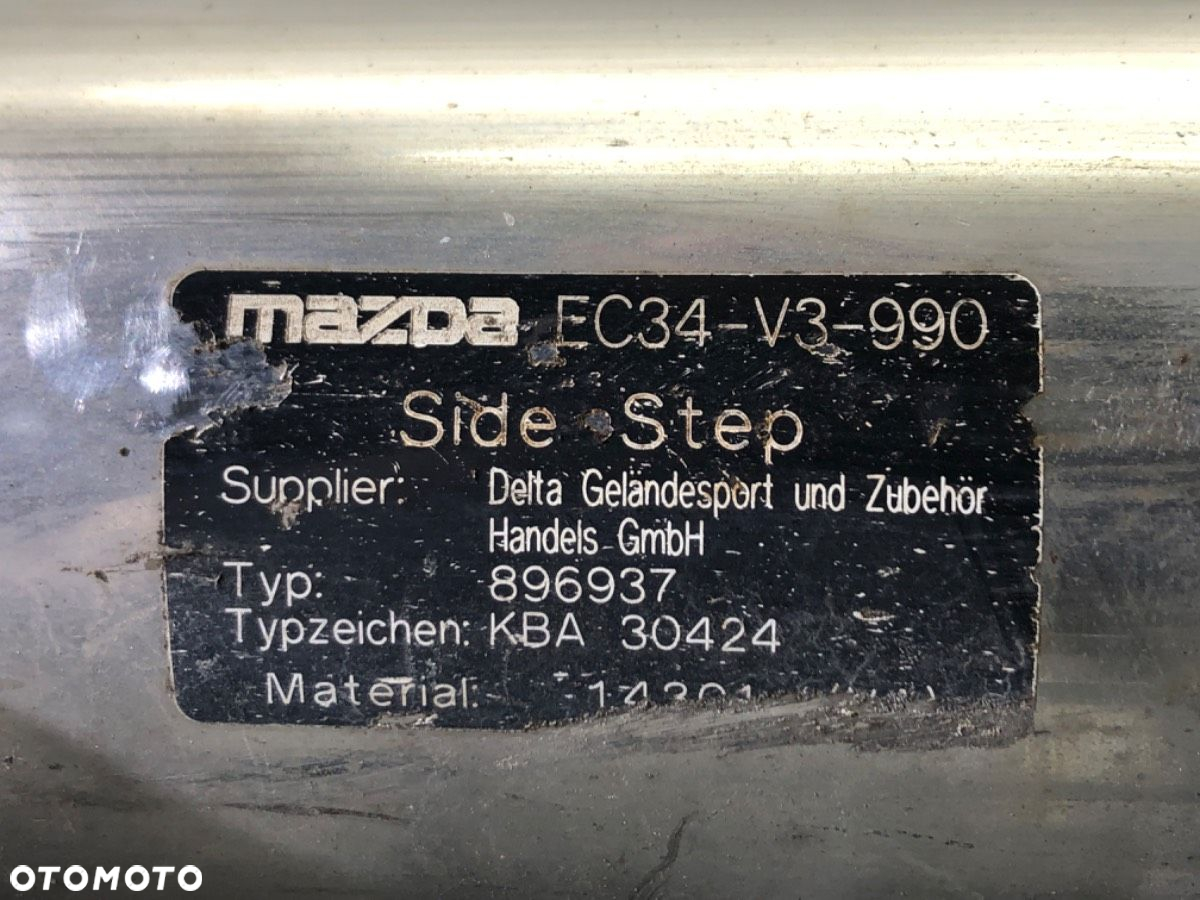 mazda EC34-V3-990
Side Step
Supplier: Delta Geländesport und Zubehör
Handels GmbH
Typ: 896937
Typzeichen: KBA 30424
Material:
OTOMOTO